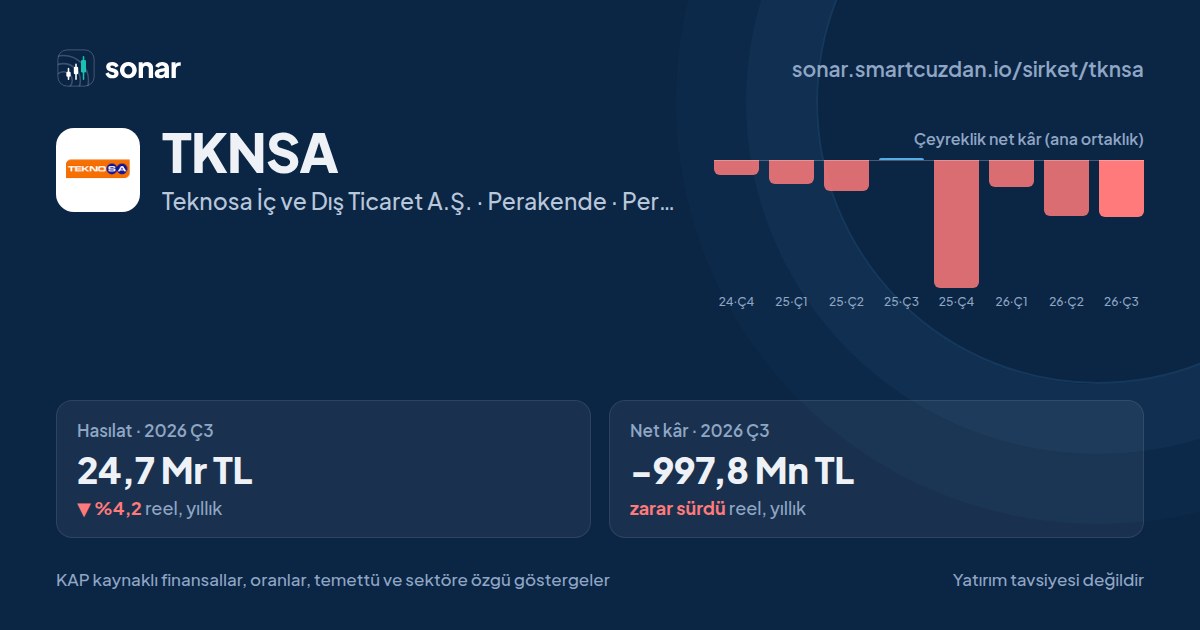 sonar
sonar.smartcuzdan.io/sirket/tknsa
TEKNOSA
TKNSA
Teknosa İç ve Dış Ticaret A.Ş. · Perakende · Per…
Çeyreklik net kâr (ana ortaklık)
24·Ç4 25·Ç1 25·Ç2 25·Ç3 25·Ç4 26·Ç1 26·Ç2 26·Ç3
Hasılat · 2026 Ç3
24,7 Mr TL
▼ %4,2 reel, yıllık
Net kâr · 2026 Ç3
-997,8 Mn TL
zarar sürdü reel, yıllık
KAP kaynaklı finansallar, oranlar, temettü ve sektöre özgü göstergeler
Yatırım tavsiyesi değildir